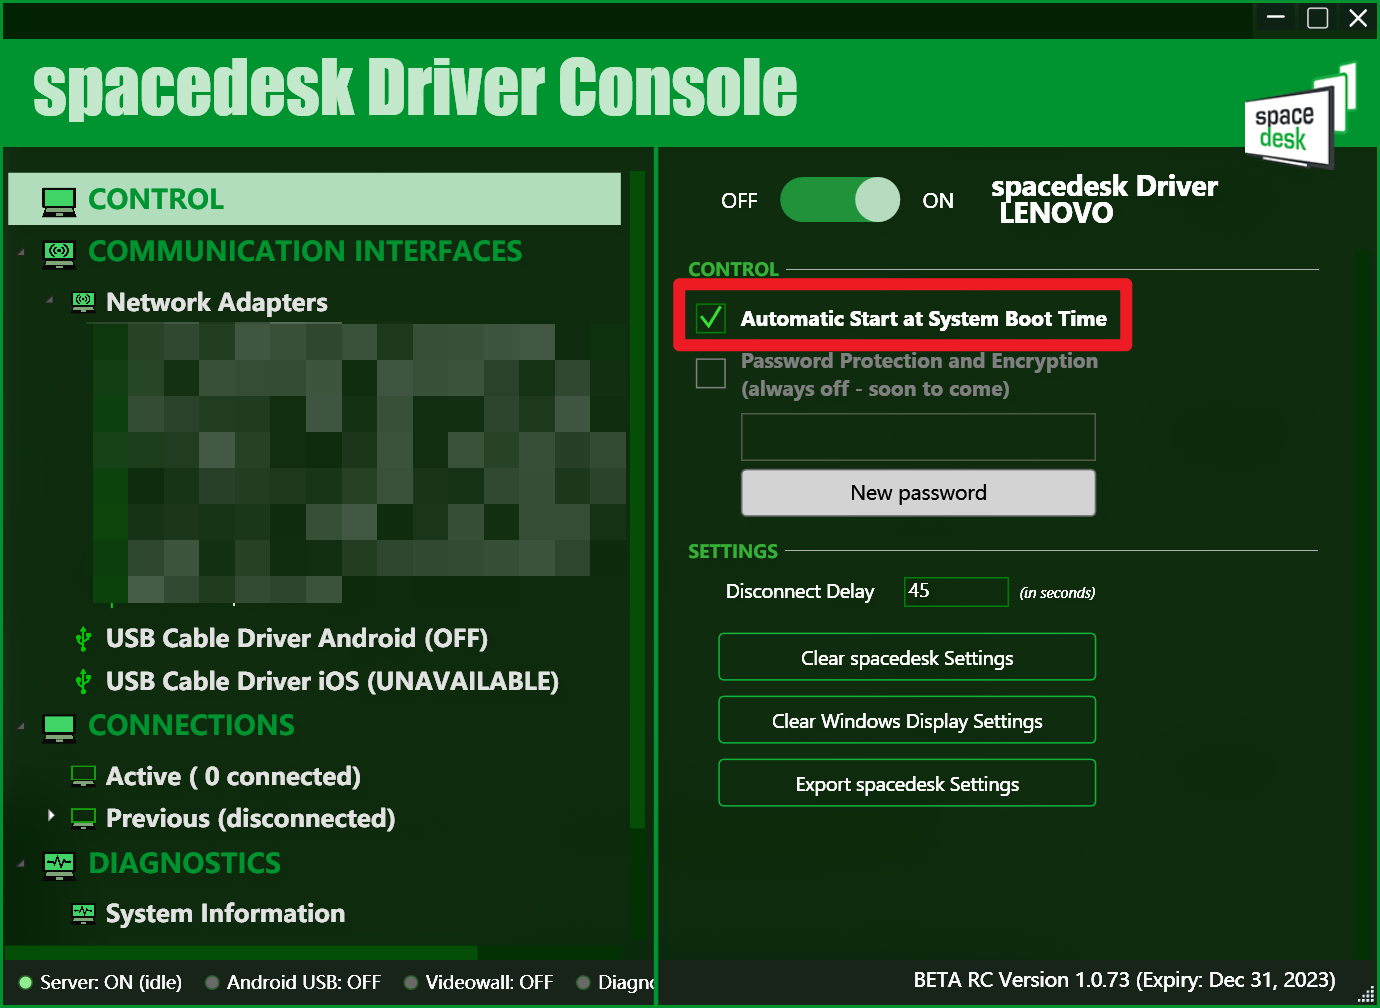 spacedesk Driver Console
space
desk
CONTROL
COMMUNICATION INTERFACES
Network Adapters
USB Cable Driver Android (OFF)
USB Cable Driver iOS (UNAVAILABLE)
CONNECTIONS
Active ( 0 connected)
Previous (disconnected)
DIAGNOSTICS
System Information
Server: ON (idle) Android USB: OFF Videowall: OFF Diagno
OFF ON spacedesk Driver
LENOVO
CONTROL
Automatic Start at System Boot Time
Password Protection and Encryption
(always off - soon to come)
New password
SETTINGS
Disconnect Delay 45 (in seconds)
Clear spacedesk Settings
Clear Windows Display Settings
Export spacedesk Settings
BETA RC Version 1.0.73 (Expiry: Dec 31, 2023)